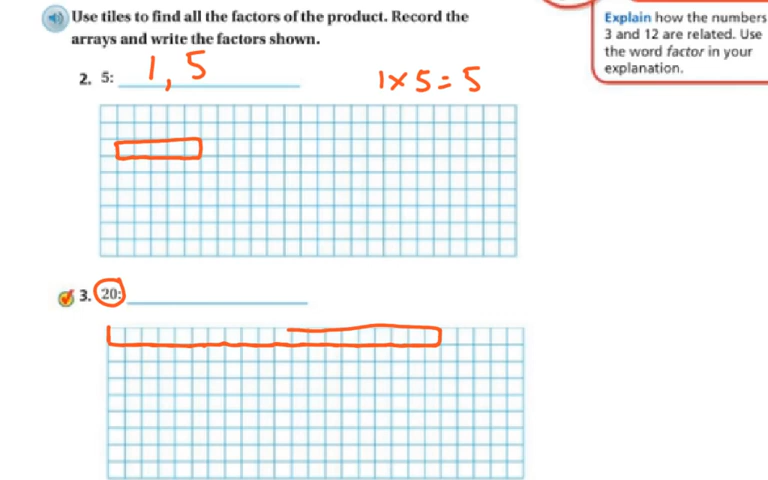 Use tiles to find all the factors of the product. Record the
arrays and write the factors shown.
2. 5: 1, 5
1 x 5 = 5
3. 20:
Explain how the numbers
3 and 12 are related. Use
the word factor in your
explanation.